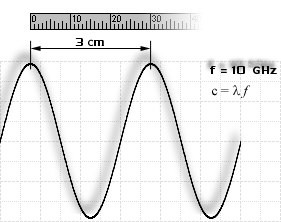 0 10 20 30
3 cm
f = 10 GHz
c = λ f